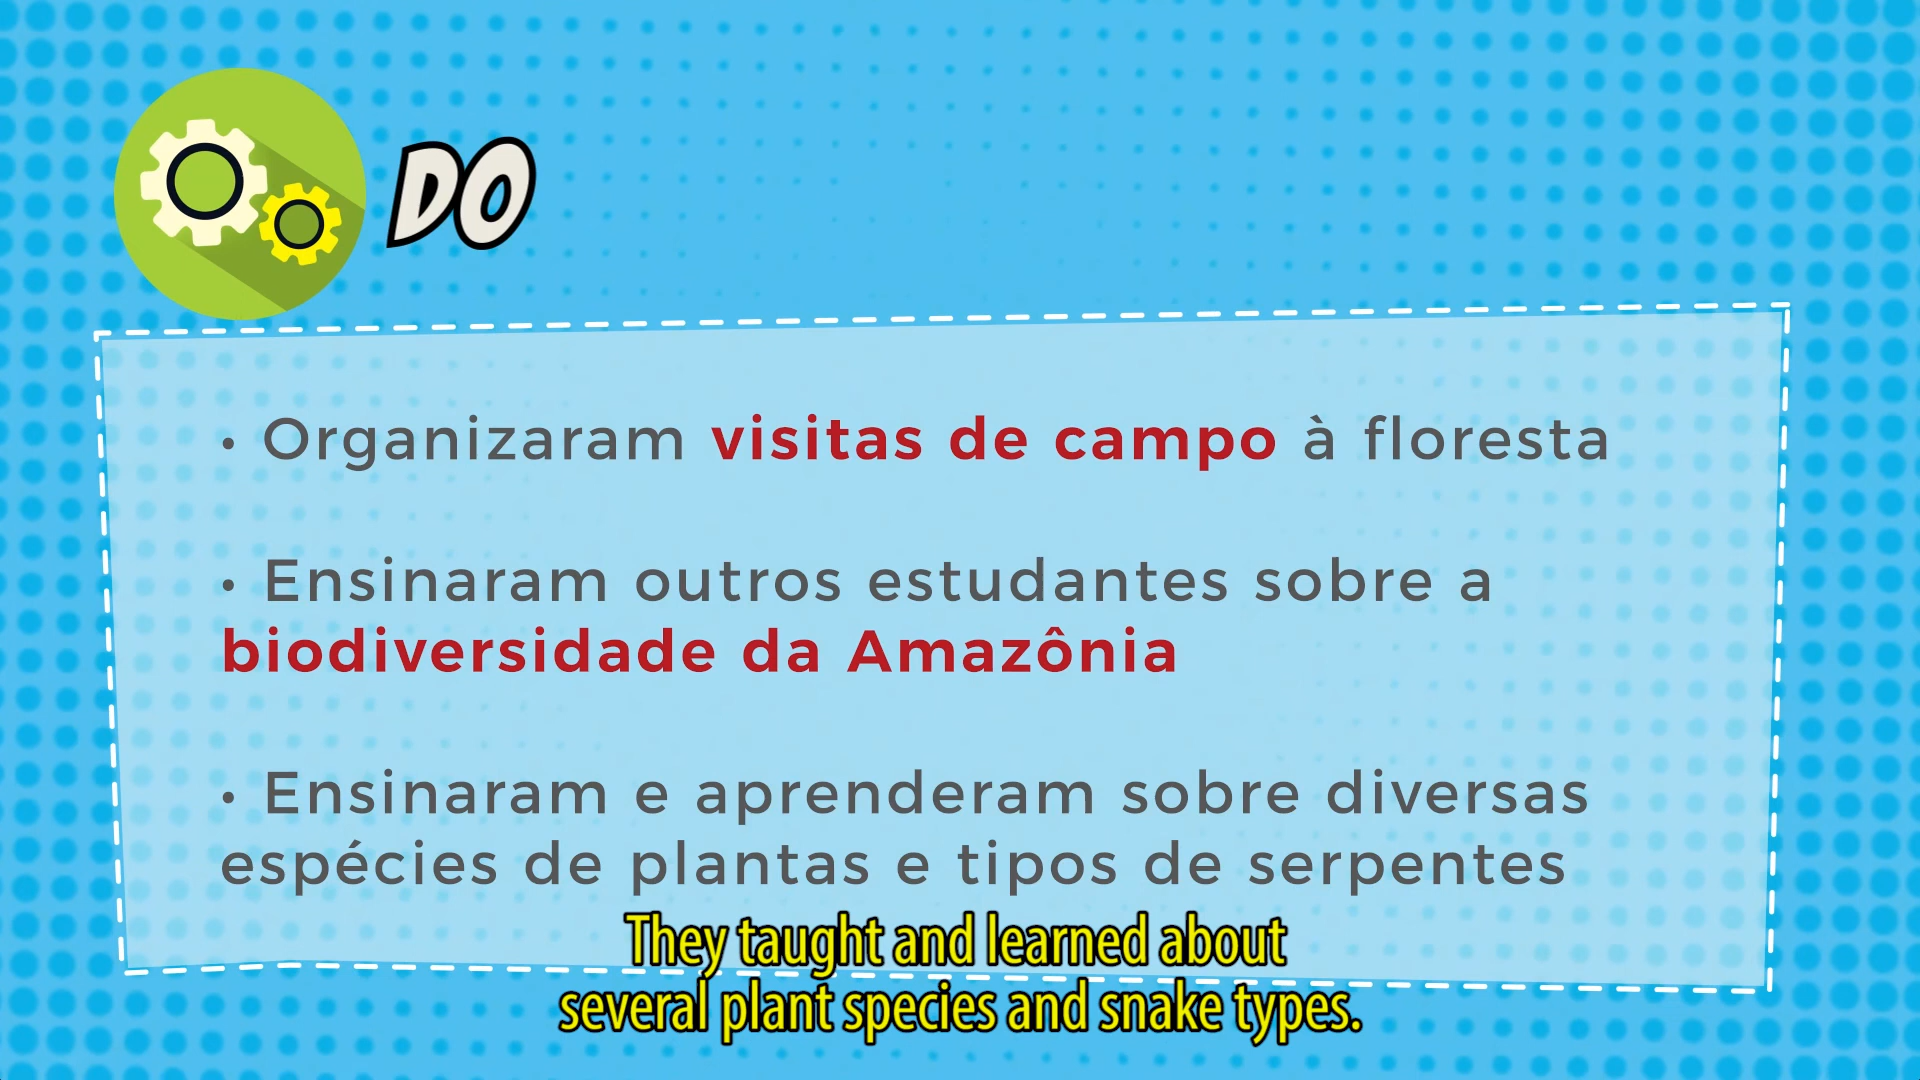 DO
• Organizaram visitas de campo à floresta
• Ensinaram outros estudantes sobre a
biodiversidade da Amazônia
• Ensinaram e aprenderam sobre diversas
espécies de plantas e tipos de serpentes
They taught and learned about
several plant species and snake types.